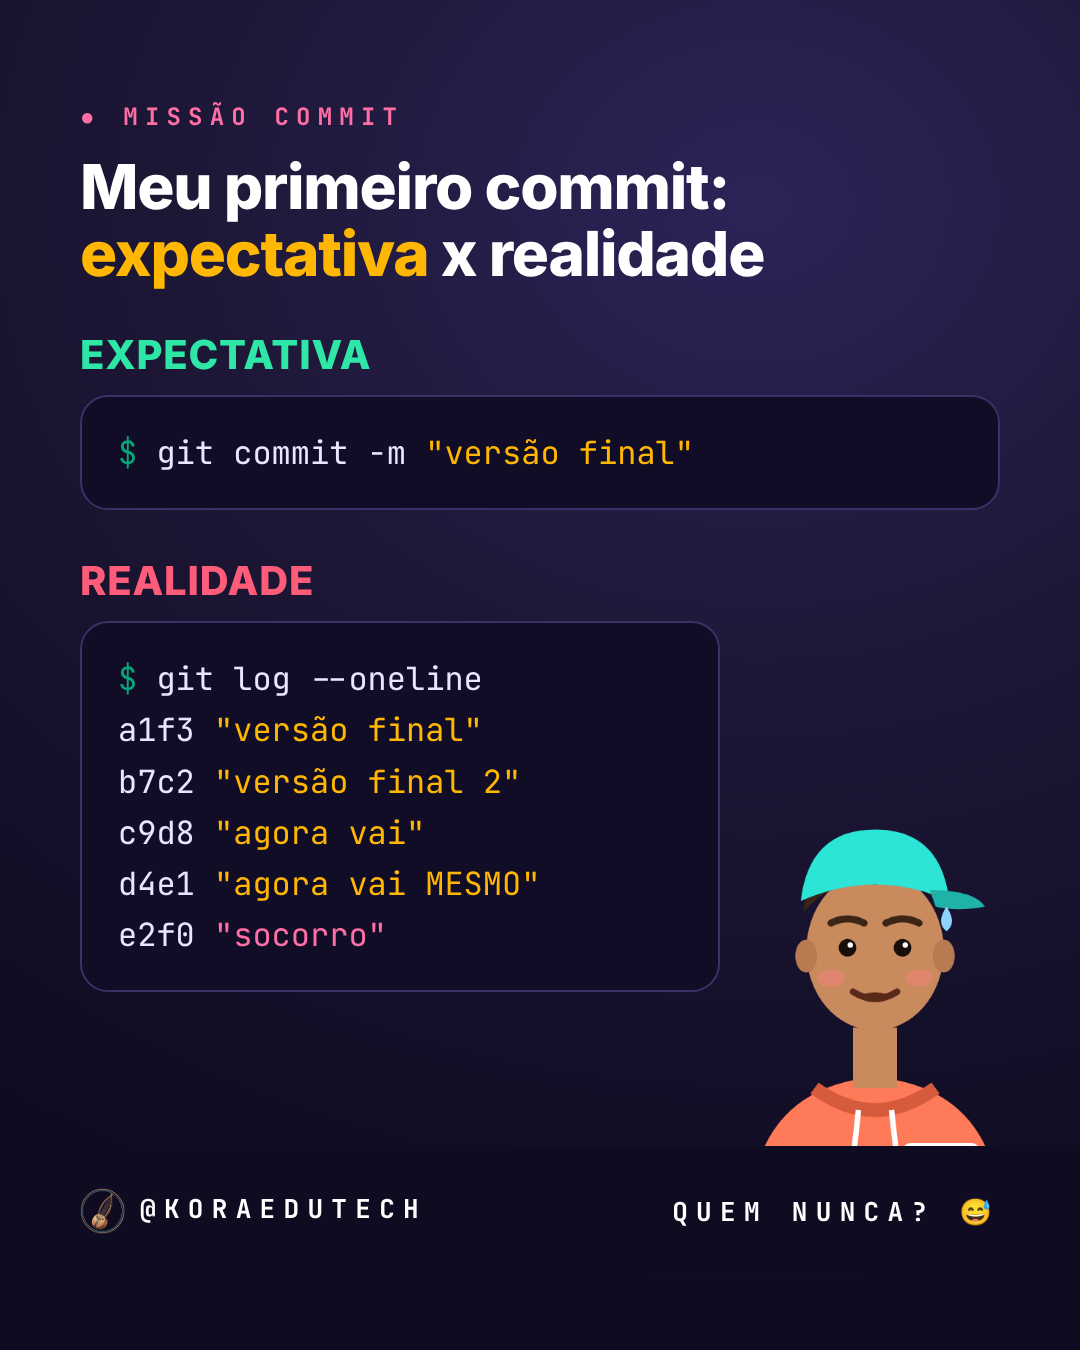 • MISSÃO COMMIT
Meu primeiro commit:
expectativa x realidade
EXPECTATIVA
$ git commit -m "versão final"
REALIDADE
$ git log --oneline
a1f3 "versão final"
b7c2 "versão final 2"
c9d8 "agora vai"
d4e1 "agora vai MESMO"
e2f0 "socorro"
@KORAEDUTECH
QUEM NUNCA? 😅